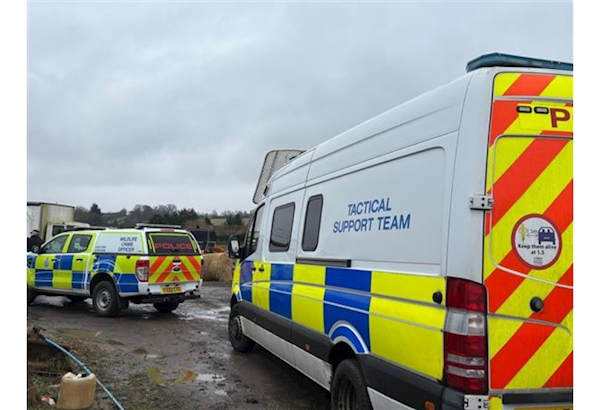 TACTICAL
SUPPORT TEAM
WILDLIFE CRIME
OFFICER
POLICE
P
Keep them alive
at 1.5